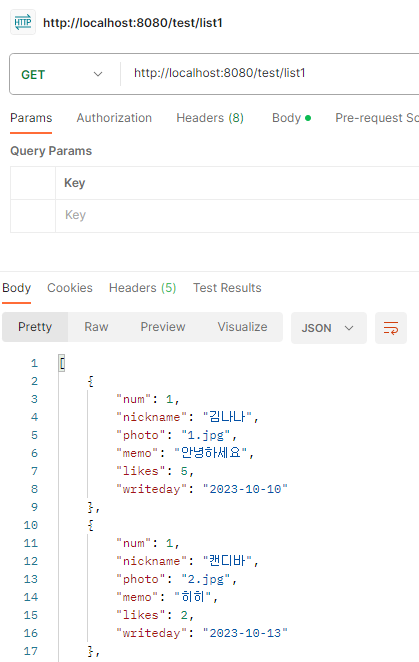 HTTP http://localhost:8080/test/list1
GET http://localhost:8080/test/list1
Params Authorization Headers (8) Body Pre-request Sc
Query Params
Key
Key
Body Cookies Headers (5) Test Results
Pretty Raw Preview Visualize JSON
1 [
2 {
3 "num": 1,
4 "nickname": "김나나",
5 "photo": "1.jpg",
6 "memo": "안녕하세요",
7 "likes": 5,
8 "writeday": "2023-10-10"
9 },
10 {
11 "num": 1,
12 "nickname": "캔디바",
13 "photo": "2.jpg",
14 "memo": "히히",
15 "likes": 2,
16 "writeday": "2023-10-13"
17 },